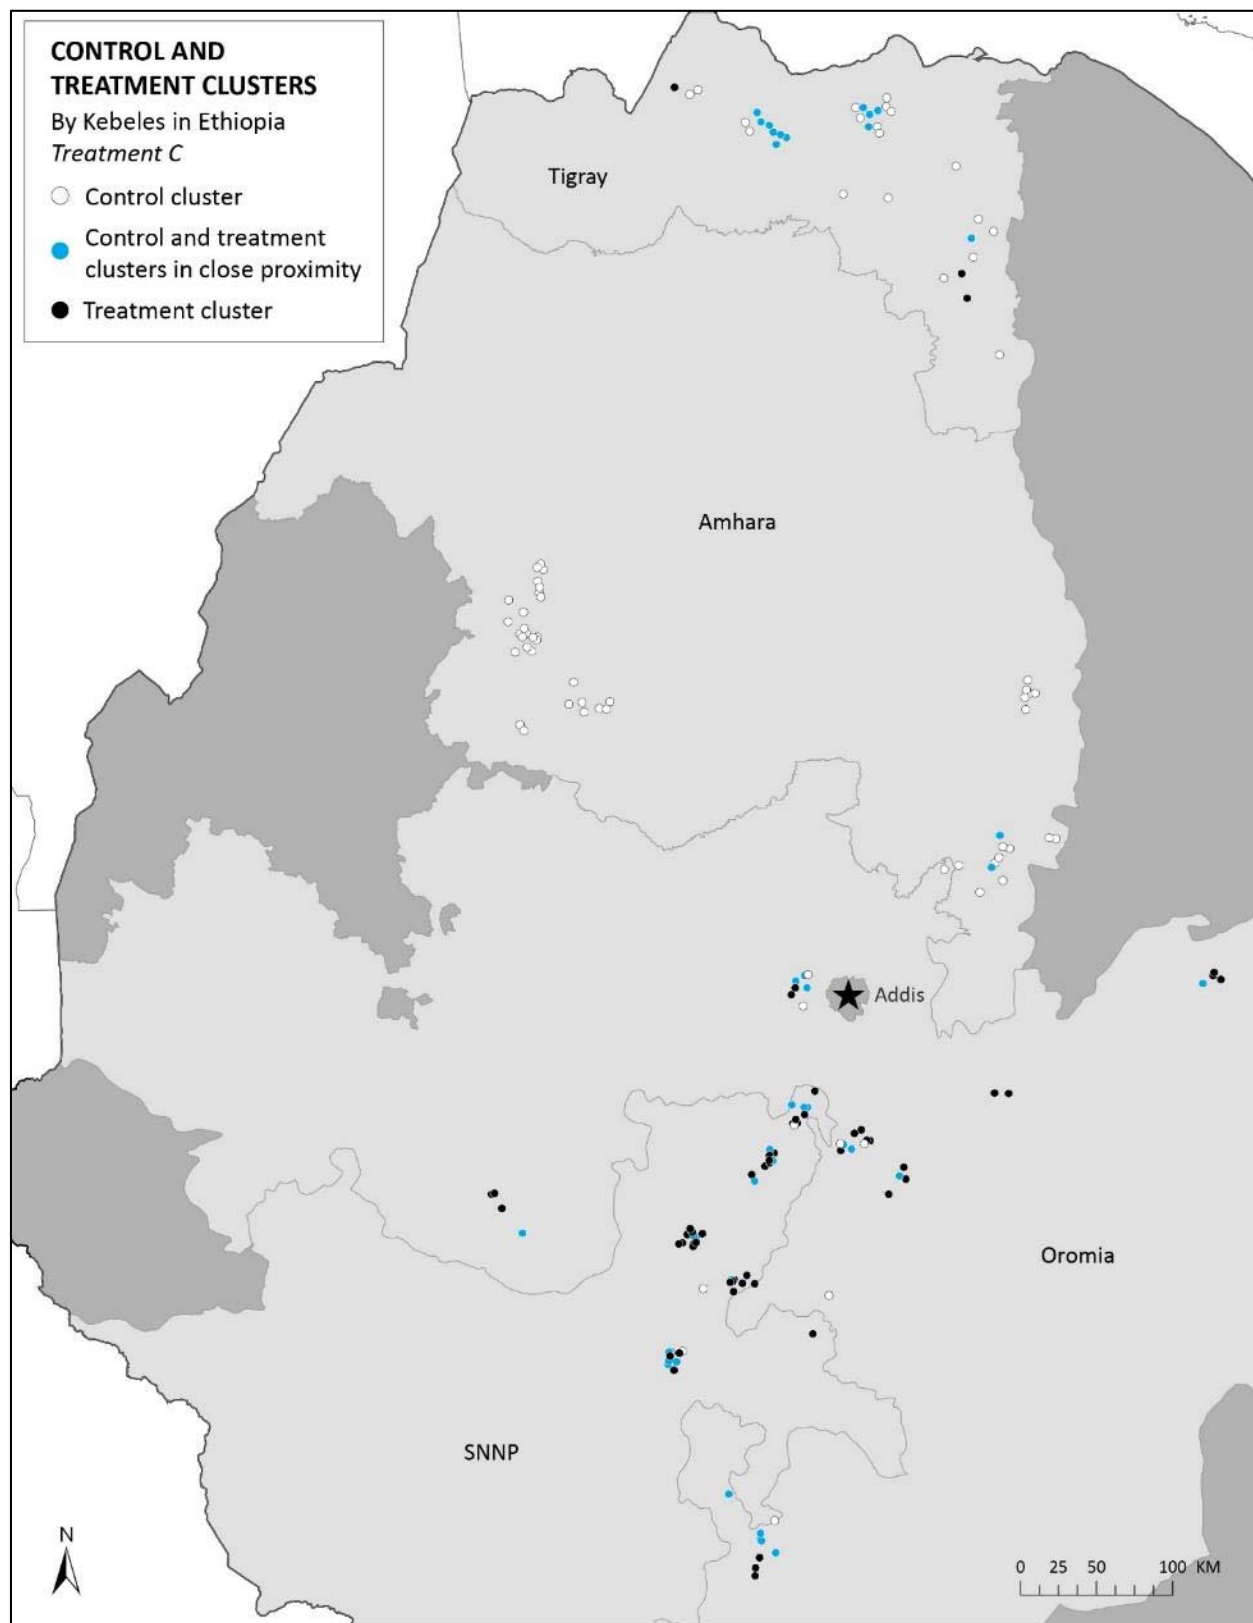 CONTROL AND
TREATMENT CLUSTERS
By Kebeles in Ethiopia
Treatment C
Control cluster
Control and treatment
clusters in close proximity
Treatment cluster
Tigray
Amhara
Addis
Oromia
SNNP
N
0 25 50 100 KM